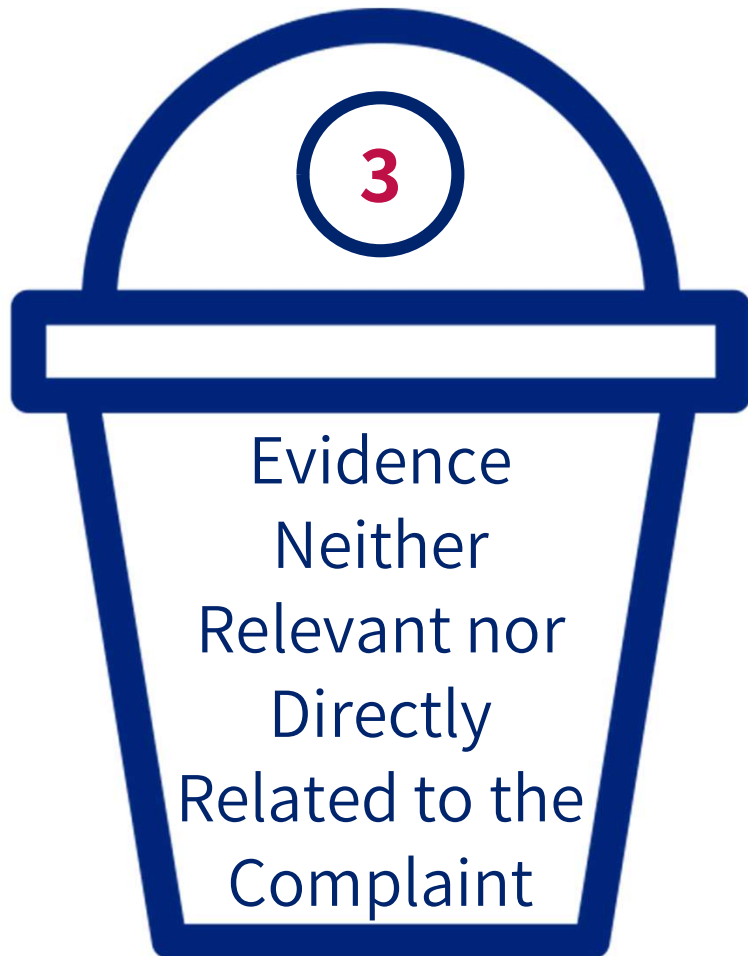 3
Evidence
Neither
Relevant nor
Directly
Related to the
Complaint